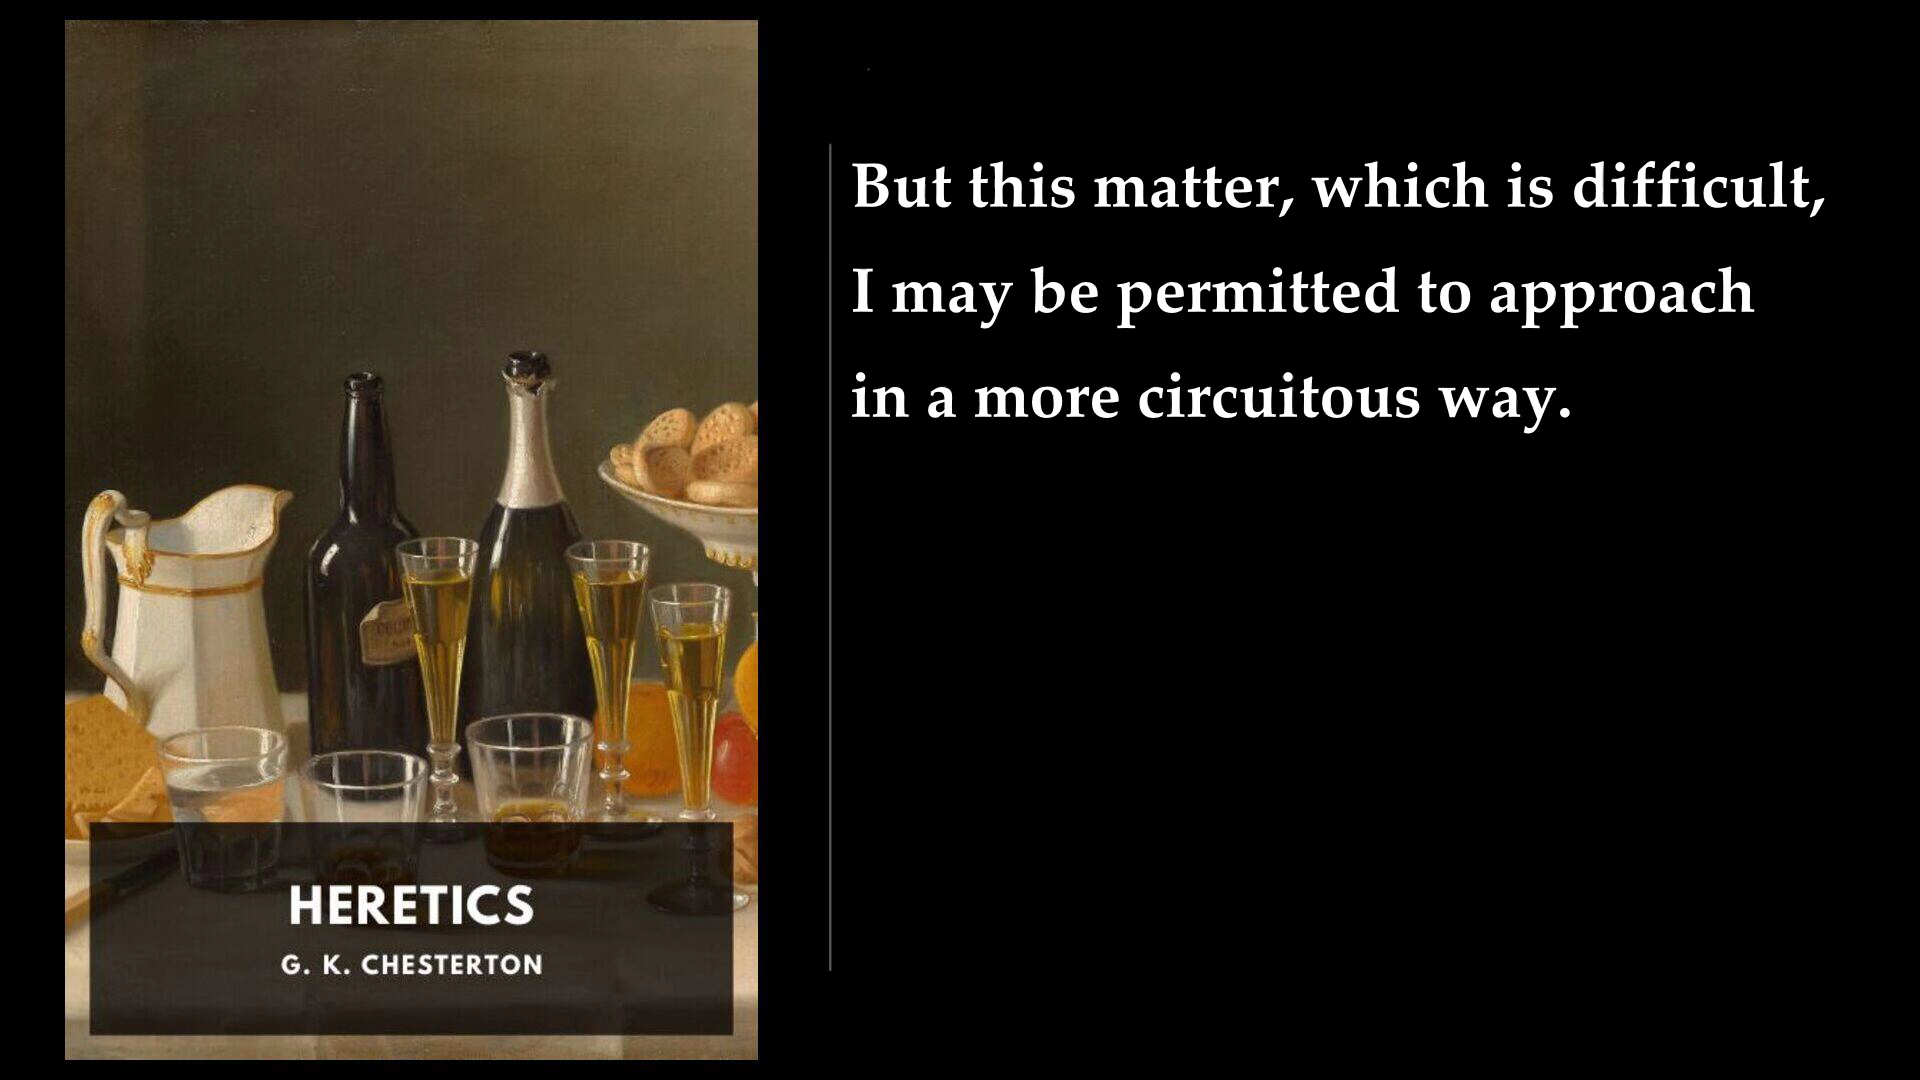 But this matter, which is difficult,
I may be permitted to approach
in a more circuitous way.
HERETICS
G. K. CHESTERTON